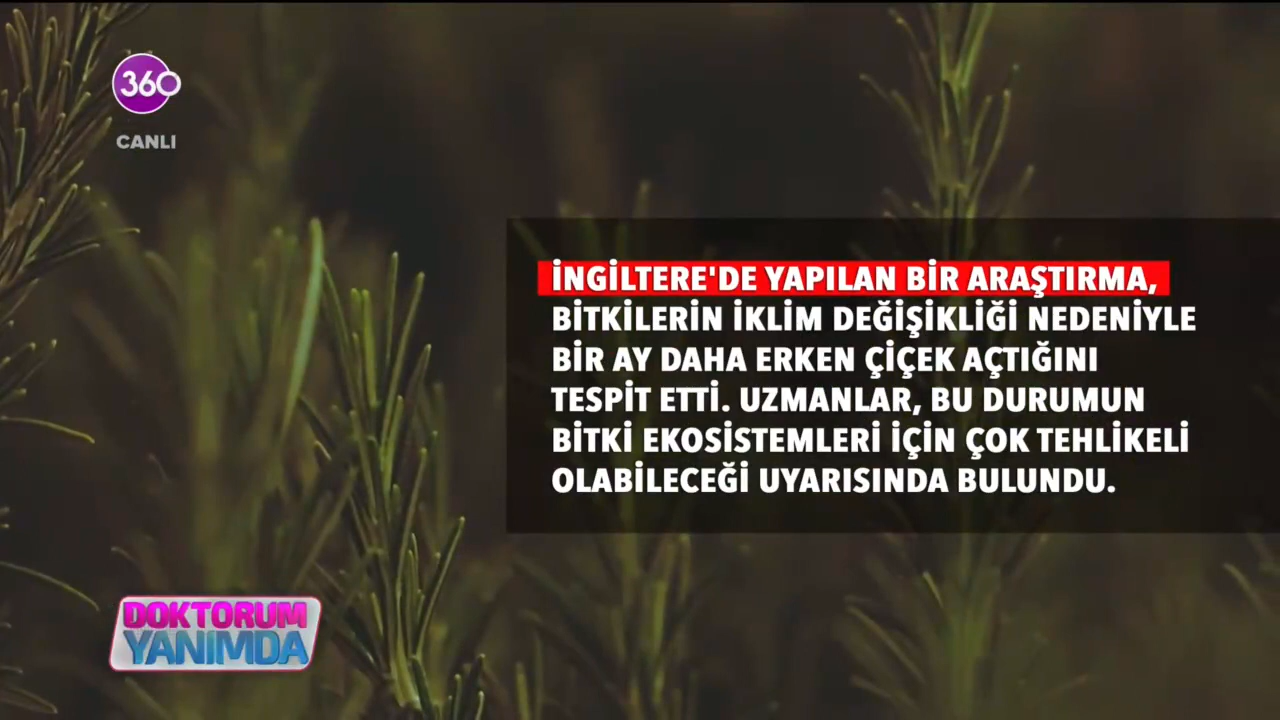 360
CANLI
İNGİLTERE'DE YAPILAN BİR ARAŞTIRMA,
BİTKİLERİN İKLİM DEĞİŞİKLİĞİ NEDENİYLE
BİR AY DAHA ERKEN ÇİÇEK AÇTIĞINI
TESPİT ETTİ. UZMANLAR, BU DURUMUN
BİTKİ EKOSİSTEMLERİ İÇİN ÇOK TEHLİKELİ
OLABİLECEĞİ UYARISINDA BULUNDU.
DOKTORUM
YANIMDA